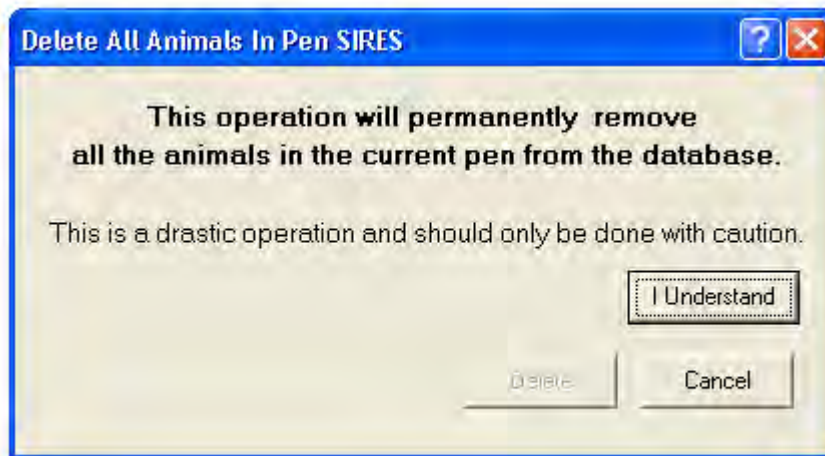 Delete All Animals In Pen SIRES
This operation will permanently remove
all the animals in the current pen from the database.
This is a drastic operation and should only be done with caution.
I Understand
Delete
Cancel